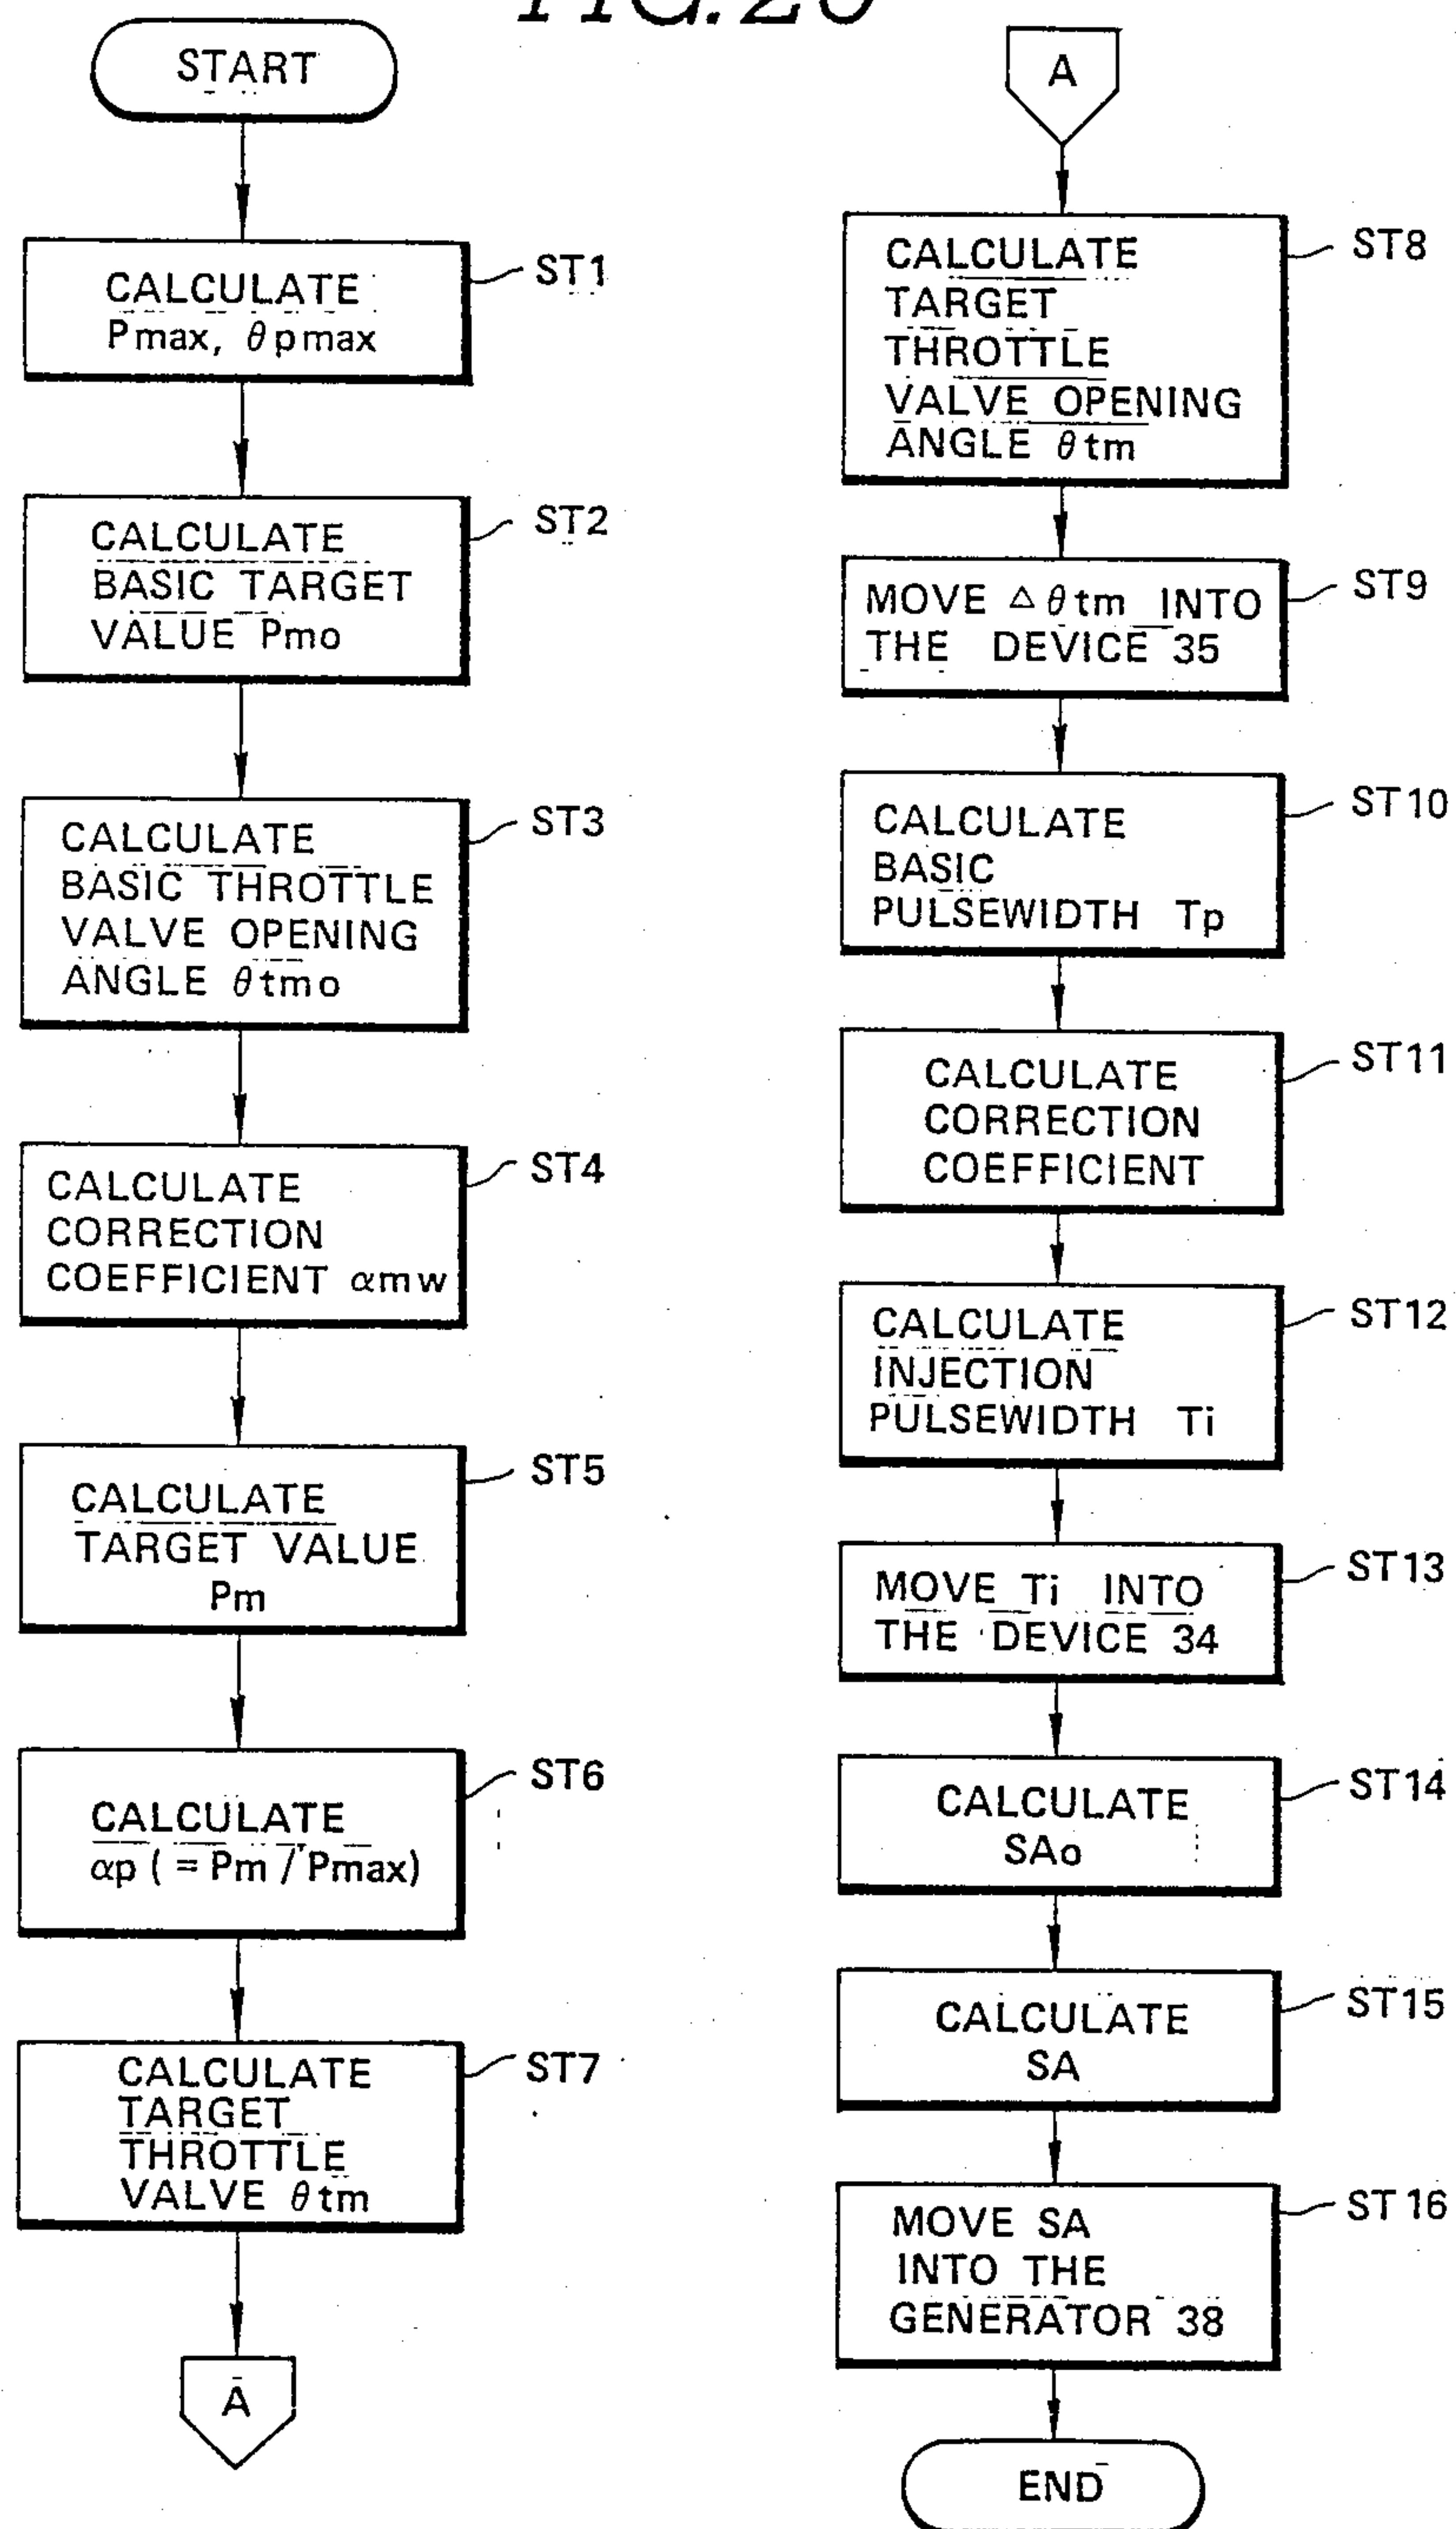 START
CALCULATE
Pmax, θpmax
ST1
CALCULATE
BASIC TARGET
VALUE Pmo
ST2
CALCULATE
BASIC THROTTLE
VALVE OPENING
ANGLE θtmo
ST3
CALCULATE
CORRECTION
COEFFICIENT αmw
ST4
CALCULATE
TARGET VALUE
Pm
ST5
CALCULATE
αp (=Pm/Pmax)
ST6
CALCULATE
TARGET
THROTTLE
VALVE θtm
ST7
A
A
CALCULATE
TARGET
THROTTLE
VALVE OPENING
ANGLE θtm
ST8
MOVE △θtm INTO
THE DEVICE 35
ST9
CALCULATE
BASIC
PULSEWIDTH Tp
ST10
CALCULATE
CORRECTION
COEFFICIENT
ST11
CALCULATE
INJECTION
PULSEWIDTH Ti
ST12
MOVE Ti INTO
THE DEVICE 34
ST13
CALCULATE
SAo
ST14
CALCULATE
SA
ST15
MOVE SA
INTO THE
GENERATOR 38
ST16
END